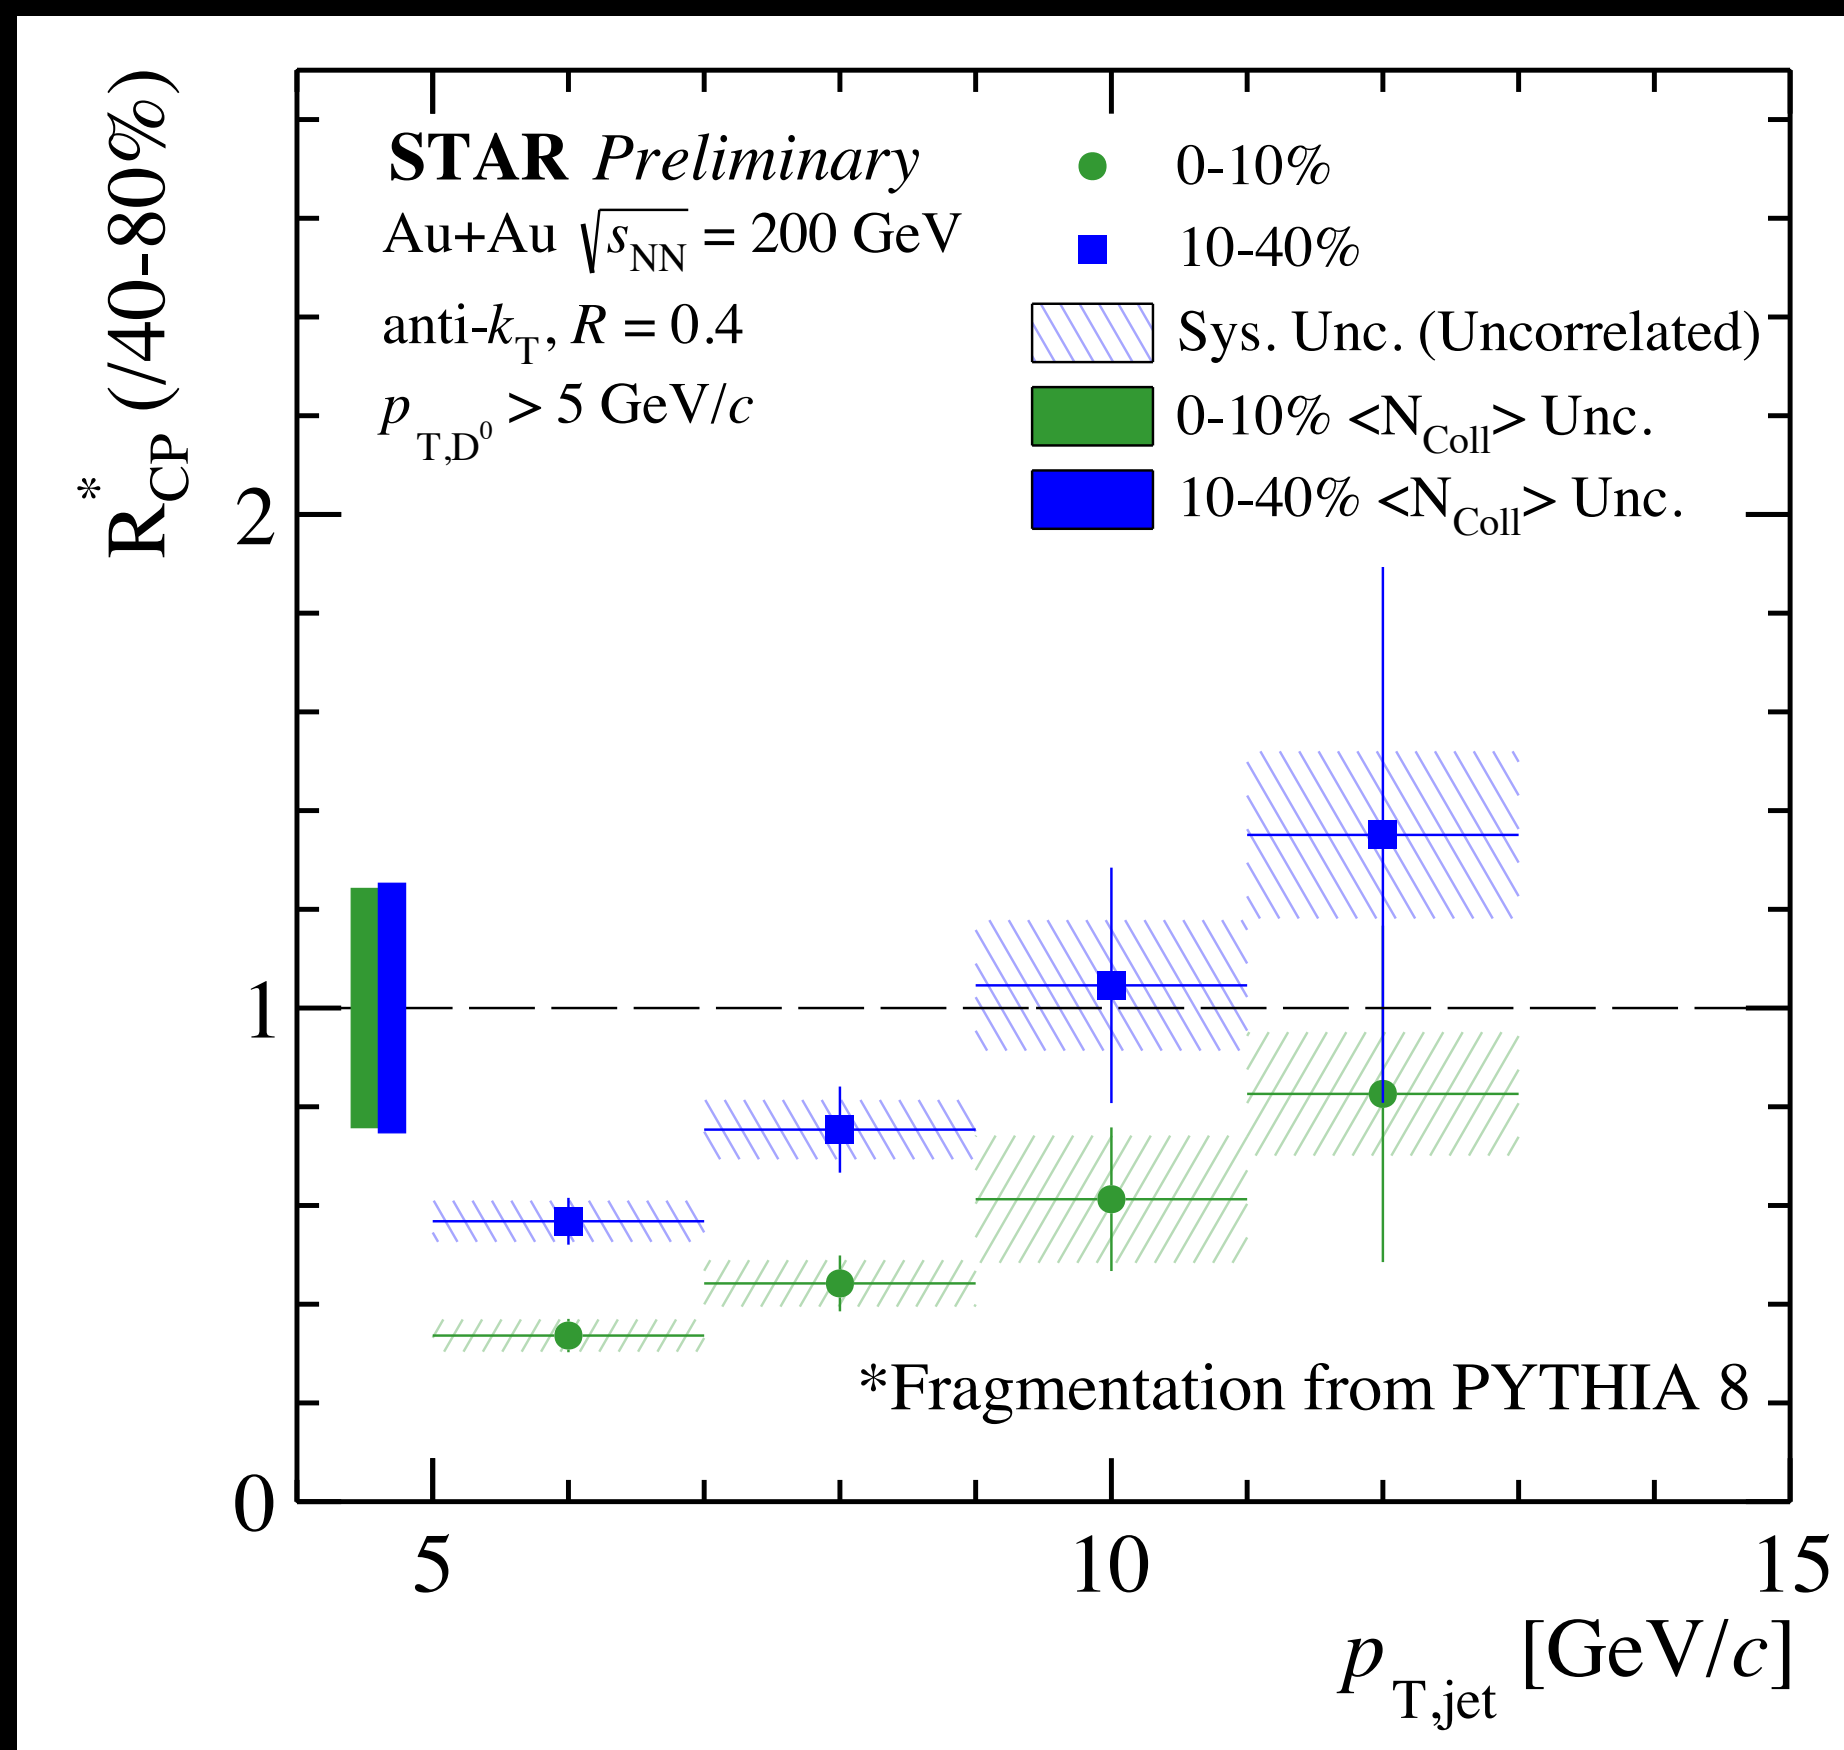 R*CP (/40-80%)
STAR Preliminary
Au+Au √sNN = 200 GeV
anti-kT, R = 0.4
pT,D0 > 5 GeV/c
0-10%
10-40%
Sys. Unc. (Uncorrelated)
0-10% <NColl> Unc.
10-40% <NColl> Unc.
2
1
0
*Fragmentation from PYTHIA 8
5 10 15
pT,jet [GeV/c]